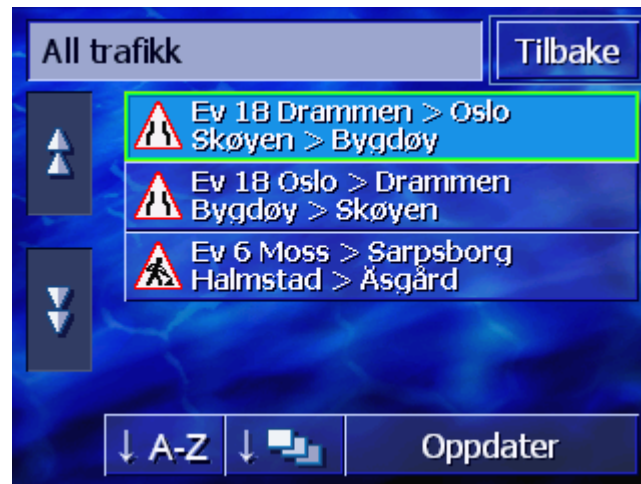 All trafikk
Tilbake
Ev 18 Drammen > Oslo
Skøyen > Bygdøy
Ev 18 Oslo > Drammen
Bygdøy > Skøyen
Ev 6 Moss > Sarpsborg
Halmstad > Åsgård
↓ A-Z ↓
Oppdater